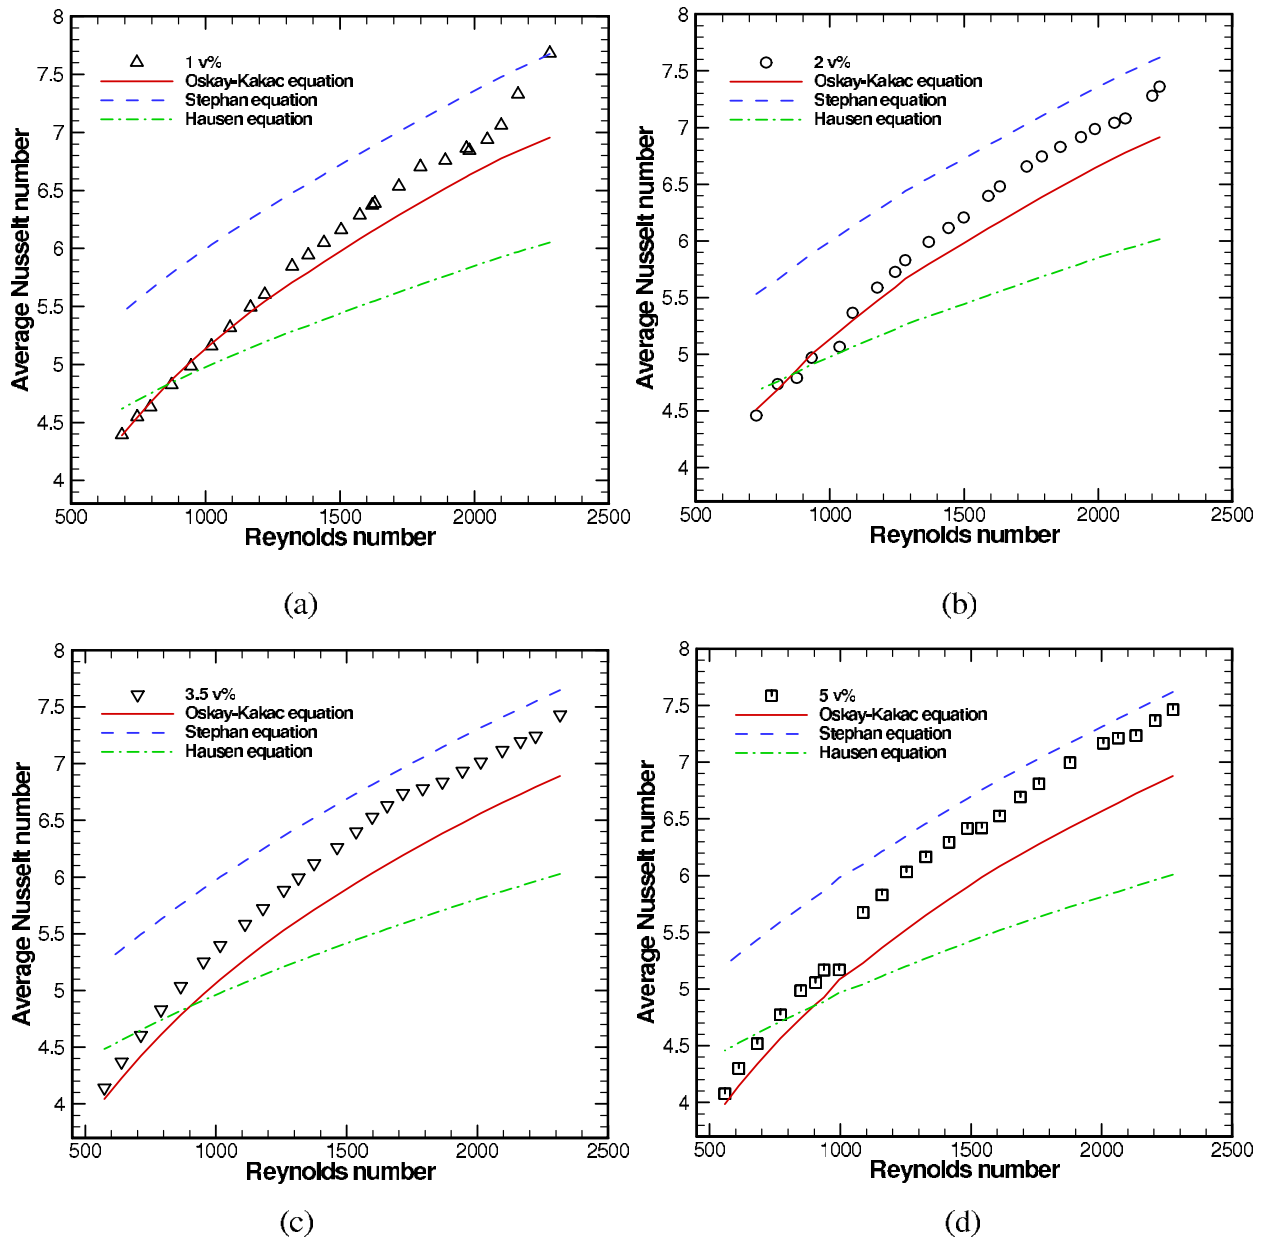 8
7.5
7
6.5
6
5.5
5
4.5
4
1 v%
Oskay-Kakac equation
Stephan equation
Hausen equation
Average Nusselt number
500 1000 1500 2000 2500
Reynolds number
(a)
8
7.5
7
6.5
6
5.5
5
4.5
4
2 v%
Oskay-Kakac equation
Stephan equation
Hausen equation
Average Nusselt number
500 1000 1500 2000 2500
Reynolds number
(b)
8
7.5
7
6.5
6
5.5
5
4.5
4
3.5 v%
Oskay-Kakac equation
Stephan equation
Hausen equation
Average Nusselt number
500 1000 1500 2000 2500
Reynolds number
(c)
8
7.5
7
6.5
6
5.5
5
4.5
4
5 v%
Oskay-Kakac equation
Stephan equation
Hausen equation
Average Nusselt number
500 1000 1500 2000 2500
Reynolds number
(d)